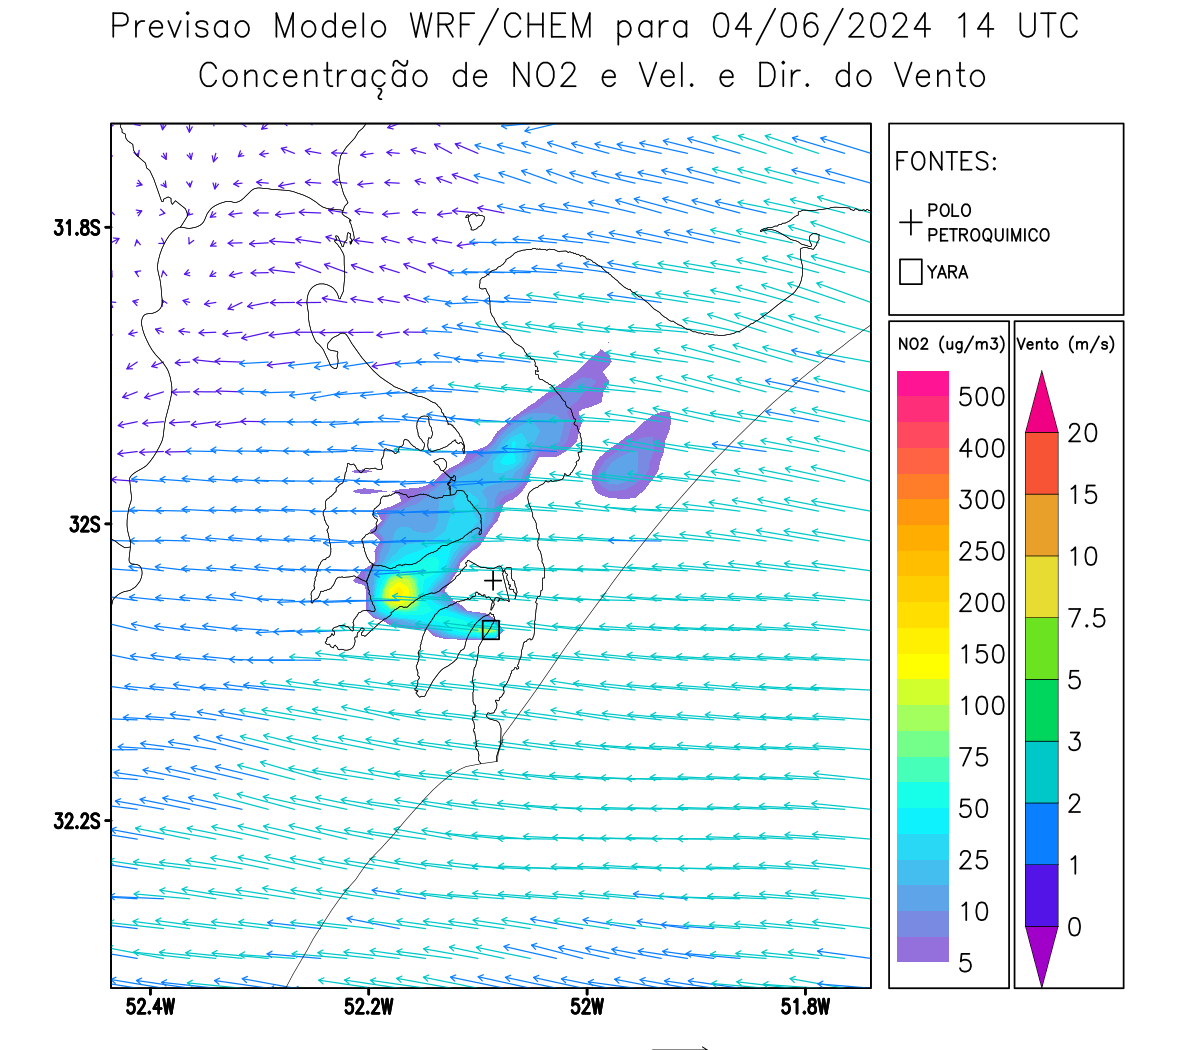 Previsao Modelo WRF/CHEM para 04/06/2024 14 UTC
Concentração de NO2 e Vel. e Dir. do Vento
FONTES:
POLO
PETROQUIMICO
YARA
NO2 (ug/m3)
500
400
300
250
200
150
100
75
50
25
10
5
Vento (m/s)
20
15
10
7.5
5
3
2
1
0
31.8S
32S
32.2S
52.4W
52.2W
52W
51.8W